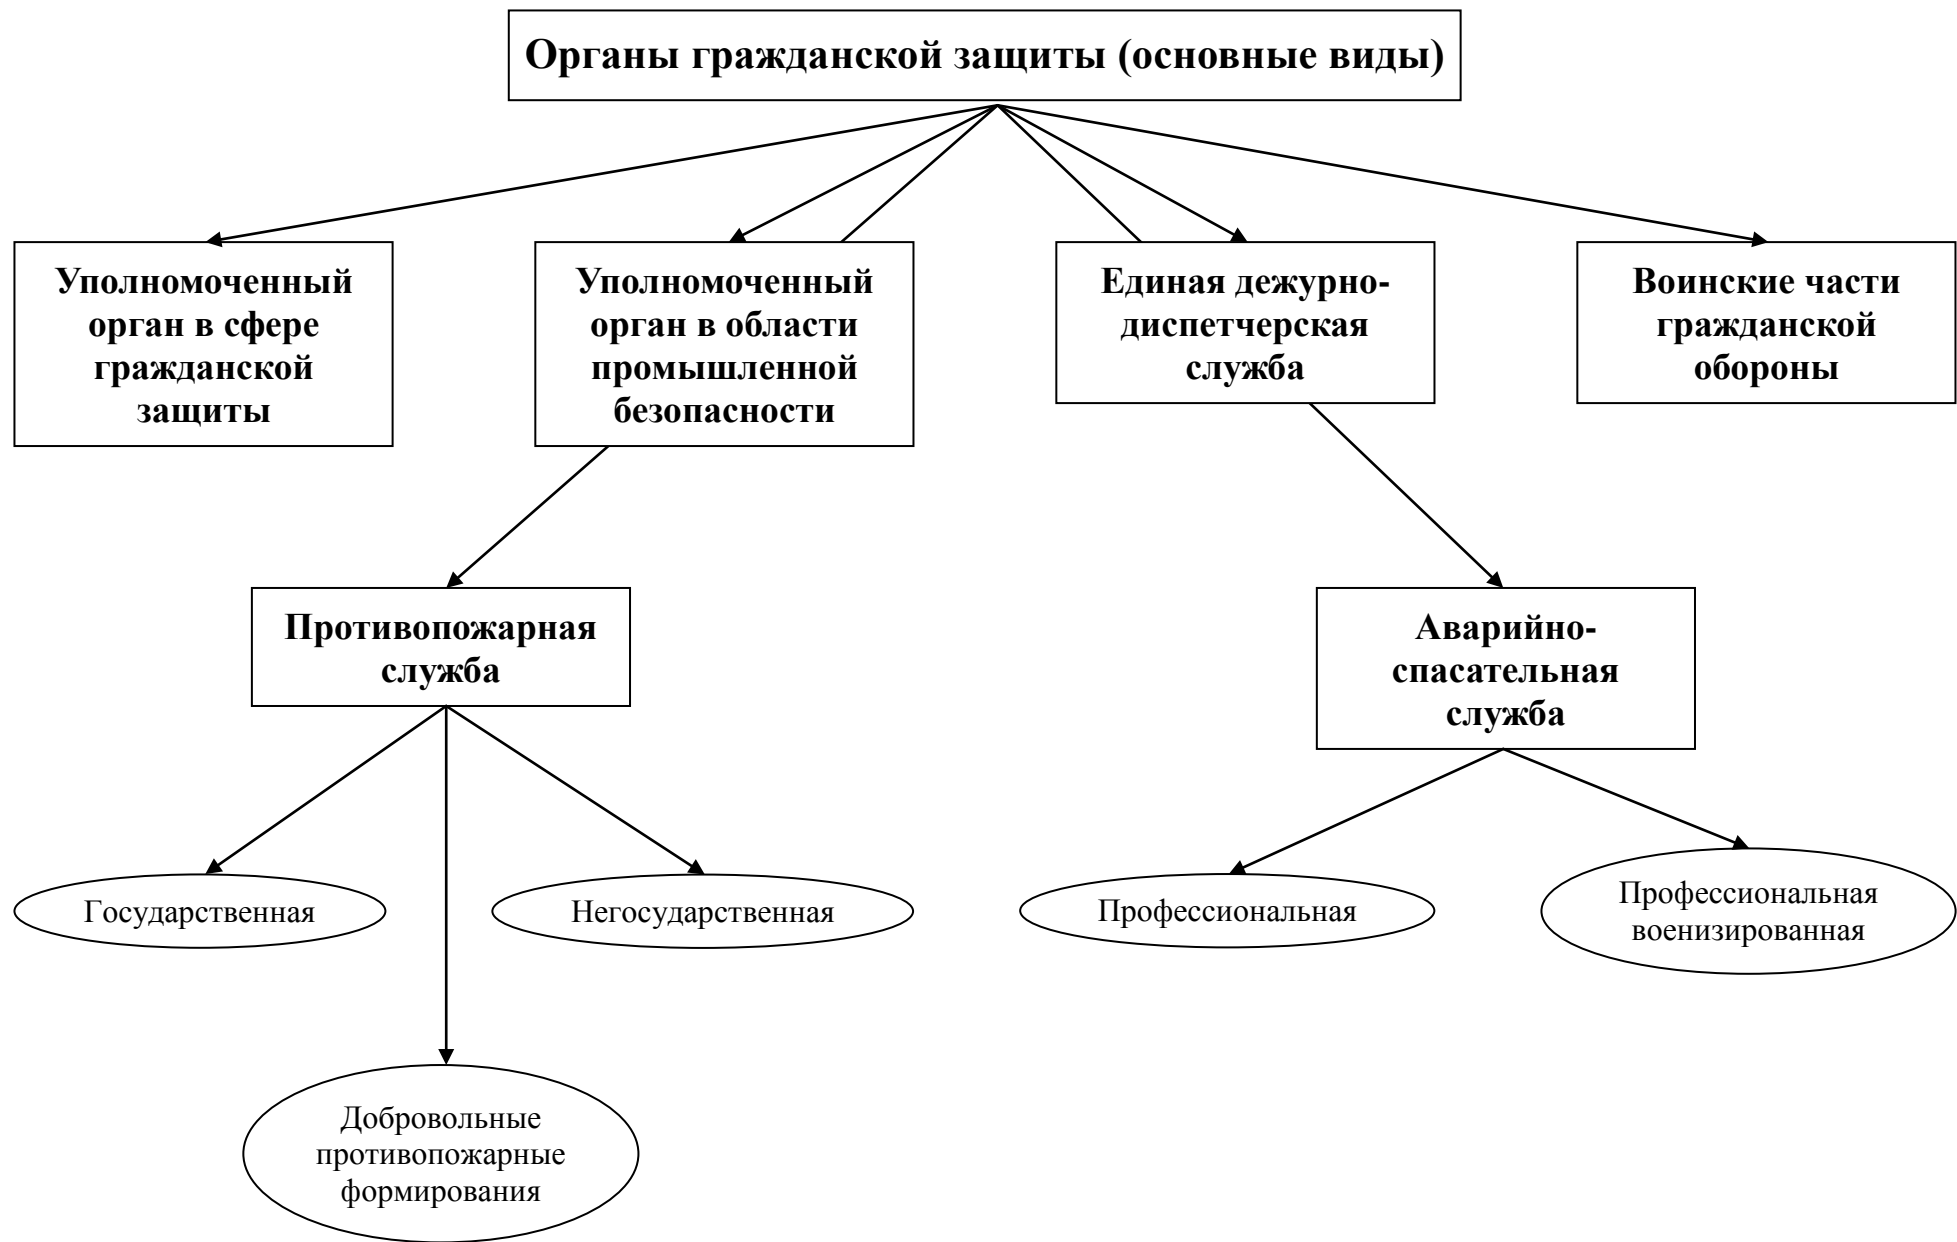 Органы гражданской защиты (основные виды)
Уполномоченный
орган в сфере
гражданской
защиты
Уполномоченный
орган в области
промышленной
безопасности
Единая дежурно-
диспетчерская
служба
Воинские части
гражданской
обороны
Противопожарная
служба
Аварийно-
спасательная
служба
Государственная
Негосударственная
Профессиональная
Профессиональная
военизированная
Добровольные
противопожарные
формирования